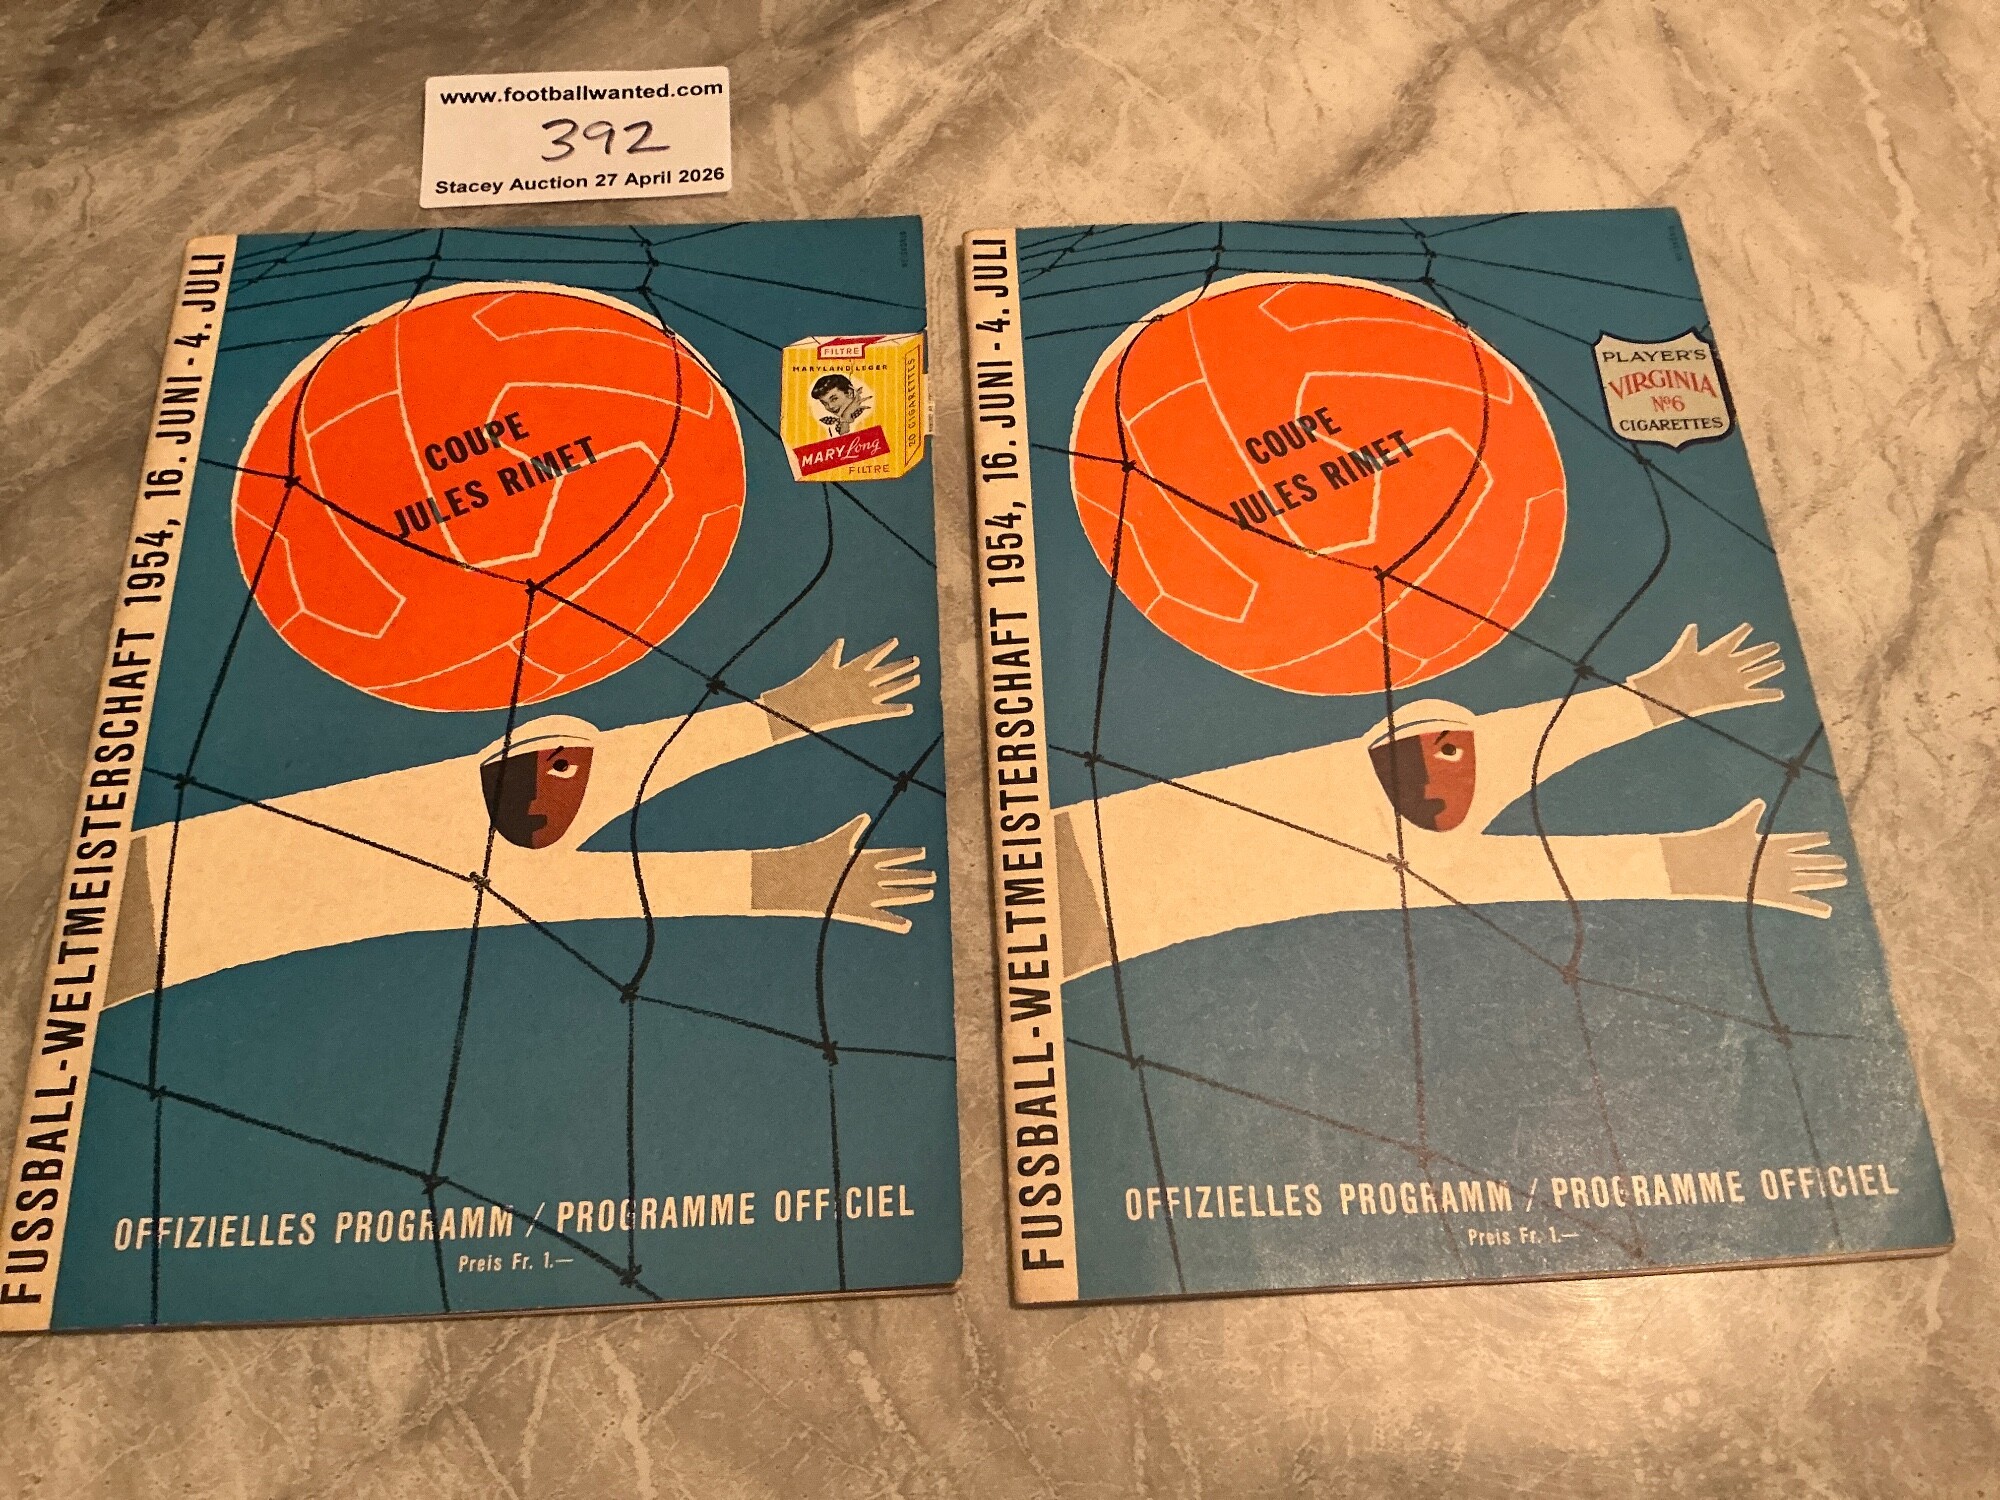 www.footballwanted.com
392
Stacey Auction 27 April 2026
FUSSBALL-WELTMEISTERSCHAFT 1954, 16. JUNI - 4. JULI
COUPE
JULES RIMET
FILTRE
MARYLAND LEGER
MARY Long
FILTRE
20 CIGARETTES
OFFIZIELLES PROGRAMM / PROGRAMME OFFICIEL
Preis Fr. 1.—
FUSSBALL-WELTMEISTERSCHAFT 1954, 16. JUNI - 4. JULI
COUPE
JULES RIMET
PLAYER'S
VIRGINIA
Nº6
CIGARETTES
OFFIZIELLES PROGRAMM / PROGRAMME OFFICIEL
Preis Fr. 1.—